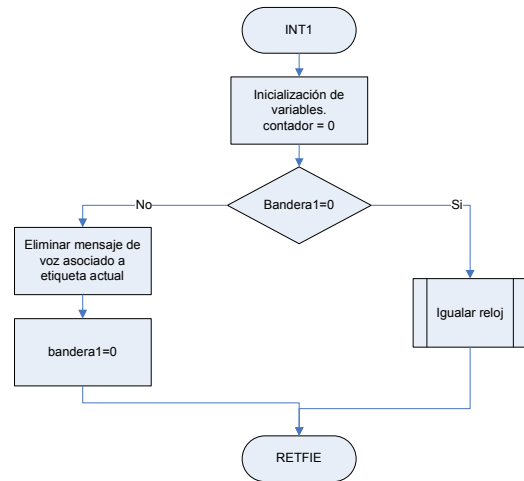 INT1
Inicialización de
variables.
contador = 0
Bandera1=0
No
Si
Eliminar mensaje de
voz asociado a
etiqueta actual
Igualar reloj
bandera1=0
RETFIE